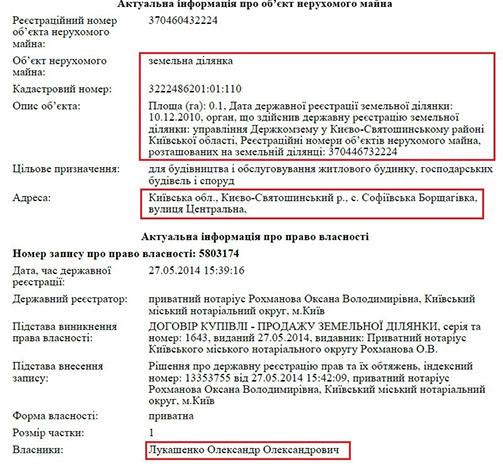 Актуальна інформація про об'єкт нерухомого майна
Реєстраційний номер
об'єкта нерухомого
майна:
370460432224
Об'єкт нерухомого
майна:
земельна ділянка
Кадастровий номер:
3222486201:01:110
Опис об'єкта:
Площа (га): 0.1, Дата державної реєстрації земельної ділянки:
10.12.2010, орган, що здійснив державну реєстрацію земельної
ділянки: управління Держкомзему у Києво-Святошинському районі
Київської області, Реєстраційні номери об'єктів нерухомого майна,
розташованих на земельній ділянці: 370446732224
Цільове призначення:
для будівництва і обслуговування житлового будинку, господарських
будівель і споруд
Адреса:
Київська обл., Києво-Святошинський р., с. Софіївська Борщагівка,
вулиця Центральна,
Актуальна інформація про право власності
Номер запису про право власності: 5803174
Дата, час державної
реєстрації:
27.05.2014 15:39:16
Державний реєстратор:
приватний нотаріус Рохманова Оксана Володимирівна, Київський
міський нотаріальний округ, м.Київ
Підстава виникнення
права власності:
ДОГОВІР КУПІВЛІ - ПРОДАЖУ ЗЕМЕЛЬНОЇ ДІЛЯНКИ, серія та
номер: 1643, виданий 27.05.2014, видавник: Приватний нотаріус
Київського міського нотаріального округу Рохманова О.В.
Підстава внесення
запису:
Рішення про державну реєстрацію прав та їх обтяжень, індексний
номер: 13353755 від 27.05.2014 15:42:09, приватний нотаріус
Рохманова Оксана Володимирівна, Київський міський нотаріальний
округ, м.Київ
Форма власності:
приватна
Розмір частки:
1
Власники:
Лукашенко Олександр Олександрович